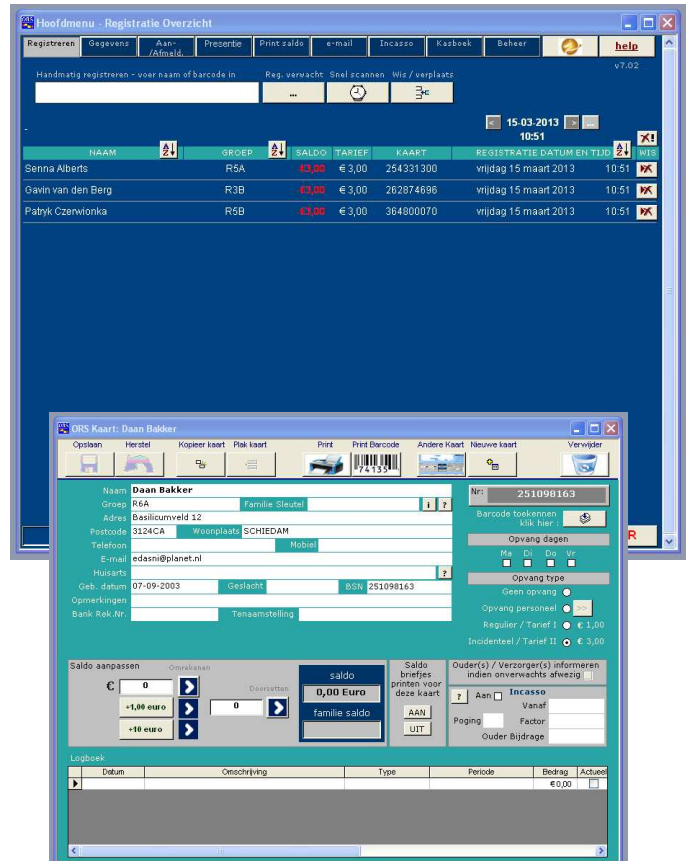 Hoofdmenu - Registratie Overzicht
Registreren Gegevens Aan-/Afmeld. Presentie Print saldo e-mail Incasso Kasboek Beheer help
v7.02
Handmatig registreren - voer naam of barcode in Reg. verwacht Snel scannen Wis / verplaats
...
< 15-03-2013 > ...
10:51
-
NAAM GROEP SALDO TARIEF KAART REGISTRATIE DATUM EN TIJD WIS
Senna Alberts R5A -€3,00 €3,00 254331300 vrijdag 15 maart 2013 10:51
Gavin van den Berg R3B -€3,00 €3,00 262874696 vrijdag 15 maart 2013 10:51
Patryk Czerwionka R5B -€3,00 €3,00 364800070 vrijdag 15 maart 2013 10:51
R
ORS Kaart: Daan Bakker
Opslaan Herstel Kopieer kaart Plak kaart Print Print Barcode Andere Kaart Nieuwe kaart Verwijder
74135
Naam Daan Bakker
Groep R6A Familie Sleutel i ?
Adres Basilicumveld 12
Postcode 3124CA Woonplaats SCHIEDAM
Telefoon Mobiel
E-mail edasni@planet.nl
Huisarts ?
Geb. datum 07-09-2003 Geslacht BSN 251098163
Opmerkingen
Bank Rek.Nr. Tenaamstelling
Nr: 251098163
Barcode toekennen
klik hier :
Opvang dagen
Ma Di Do Vr
Opvang type
Geen opvang
Opvang personeel >>
Regulier / Tarief I € 1,00
Incidenteel / Tarief II € 3,00
Saldo aanpassen Omrekenen
€ 0
Doorzetten
+1,00 euro 0
+10 euro
saldo
0,00 Euro
familie saldo
Saldo
briefjes
printen voor
deze kaart
AAN
UIT
Ouder(s) / Verzorger(s) informeren
indien onverwachts afwezig
? Aan Incasso
Vanaf
Poging Factor
Ouder Bijdrage
Logboek
Datum Omschrijving Type Periode Bedrag Actueel
€0,00